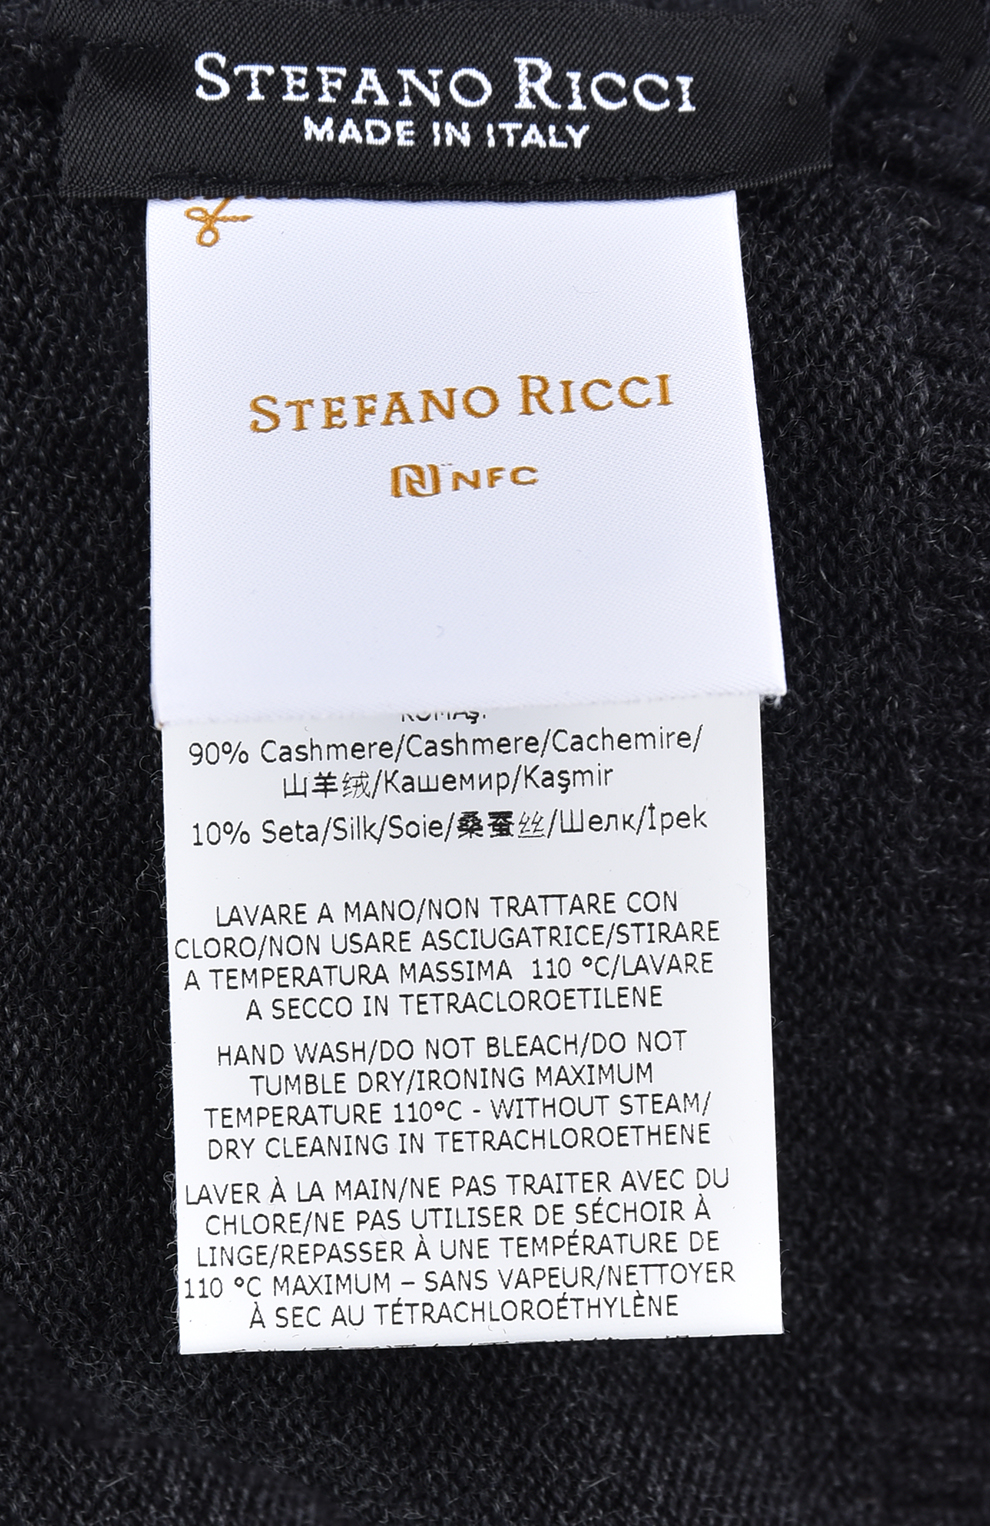 STEFANO RICCI
MADE IN ITALY
STEFANO RICCI
NFC
90% Cashmere/Cashmere/Cachemire/
山羊绒/Кашемир/Kaşmir
10% Seta/Silk/Soie/桑蚕丝/Шелк/İpek
LAVARE A MANO/NON TRATTARE CON
CLORO/NON USARE ASCIUGATRICE/STIRARE
A TEMPERATURA MASSIMA 110 °C/LAVARE
A SECCO IN TETRACLOROETILENE
HAND WASH/DO NOT BLEACH/DO NOT
TUMBLE DRY/IRONING MAXIMUM
TEMPERATURE 110°C - WITHOUT STEAM/
DRY CLEANING IN TETRACHLOROETHENE
LAVER À LA MAIN/NE PAS TRAITER AVEC DU
CHLORE/NE PAS UTILISER DE SÉCHOIR À
LINGE/REPASSER À UNE TEMPÉRATURE DE
110 °C MAXIMUM – SANS VAPEUR/NETTOYER
À SEC AU TÉTRACHLOROÉTHYLÈNE